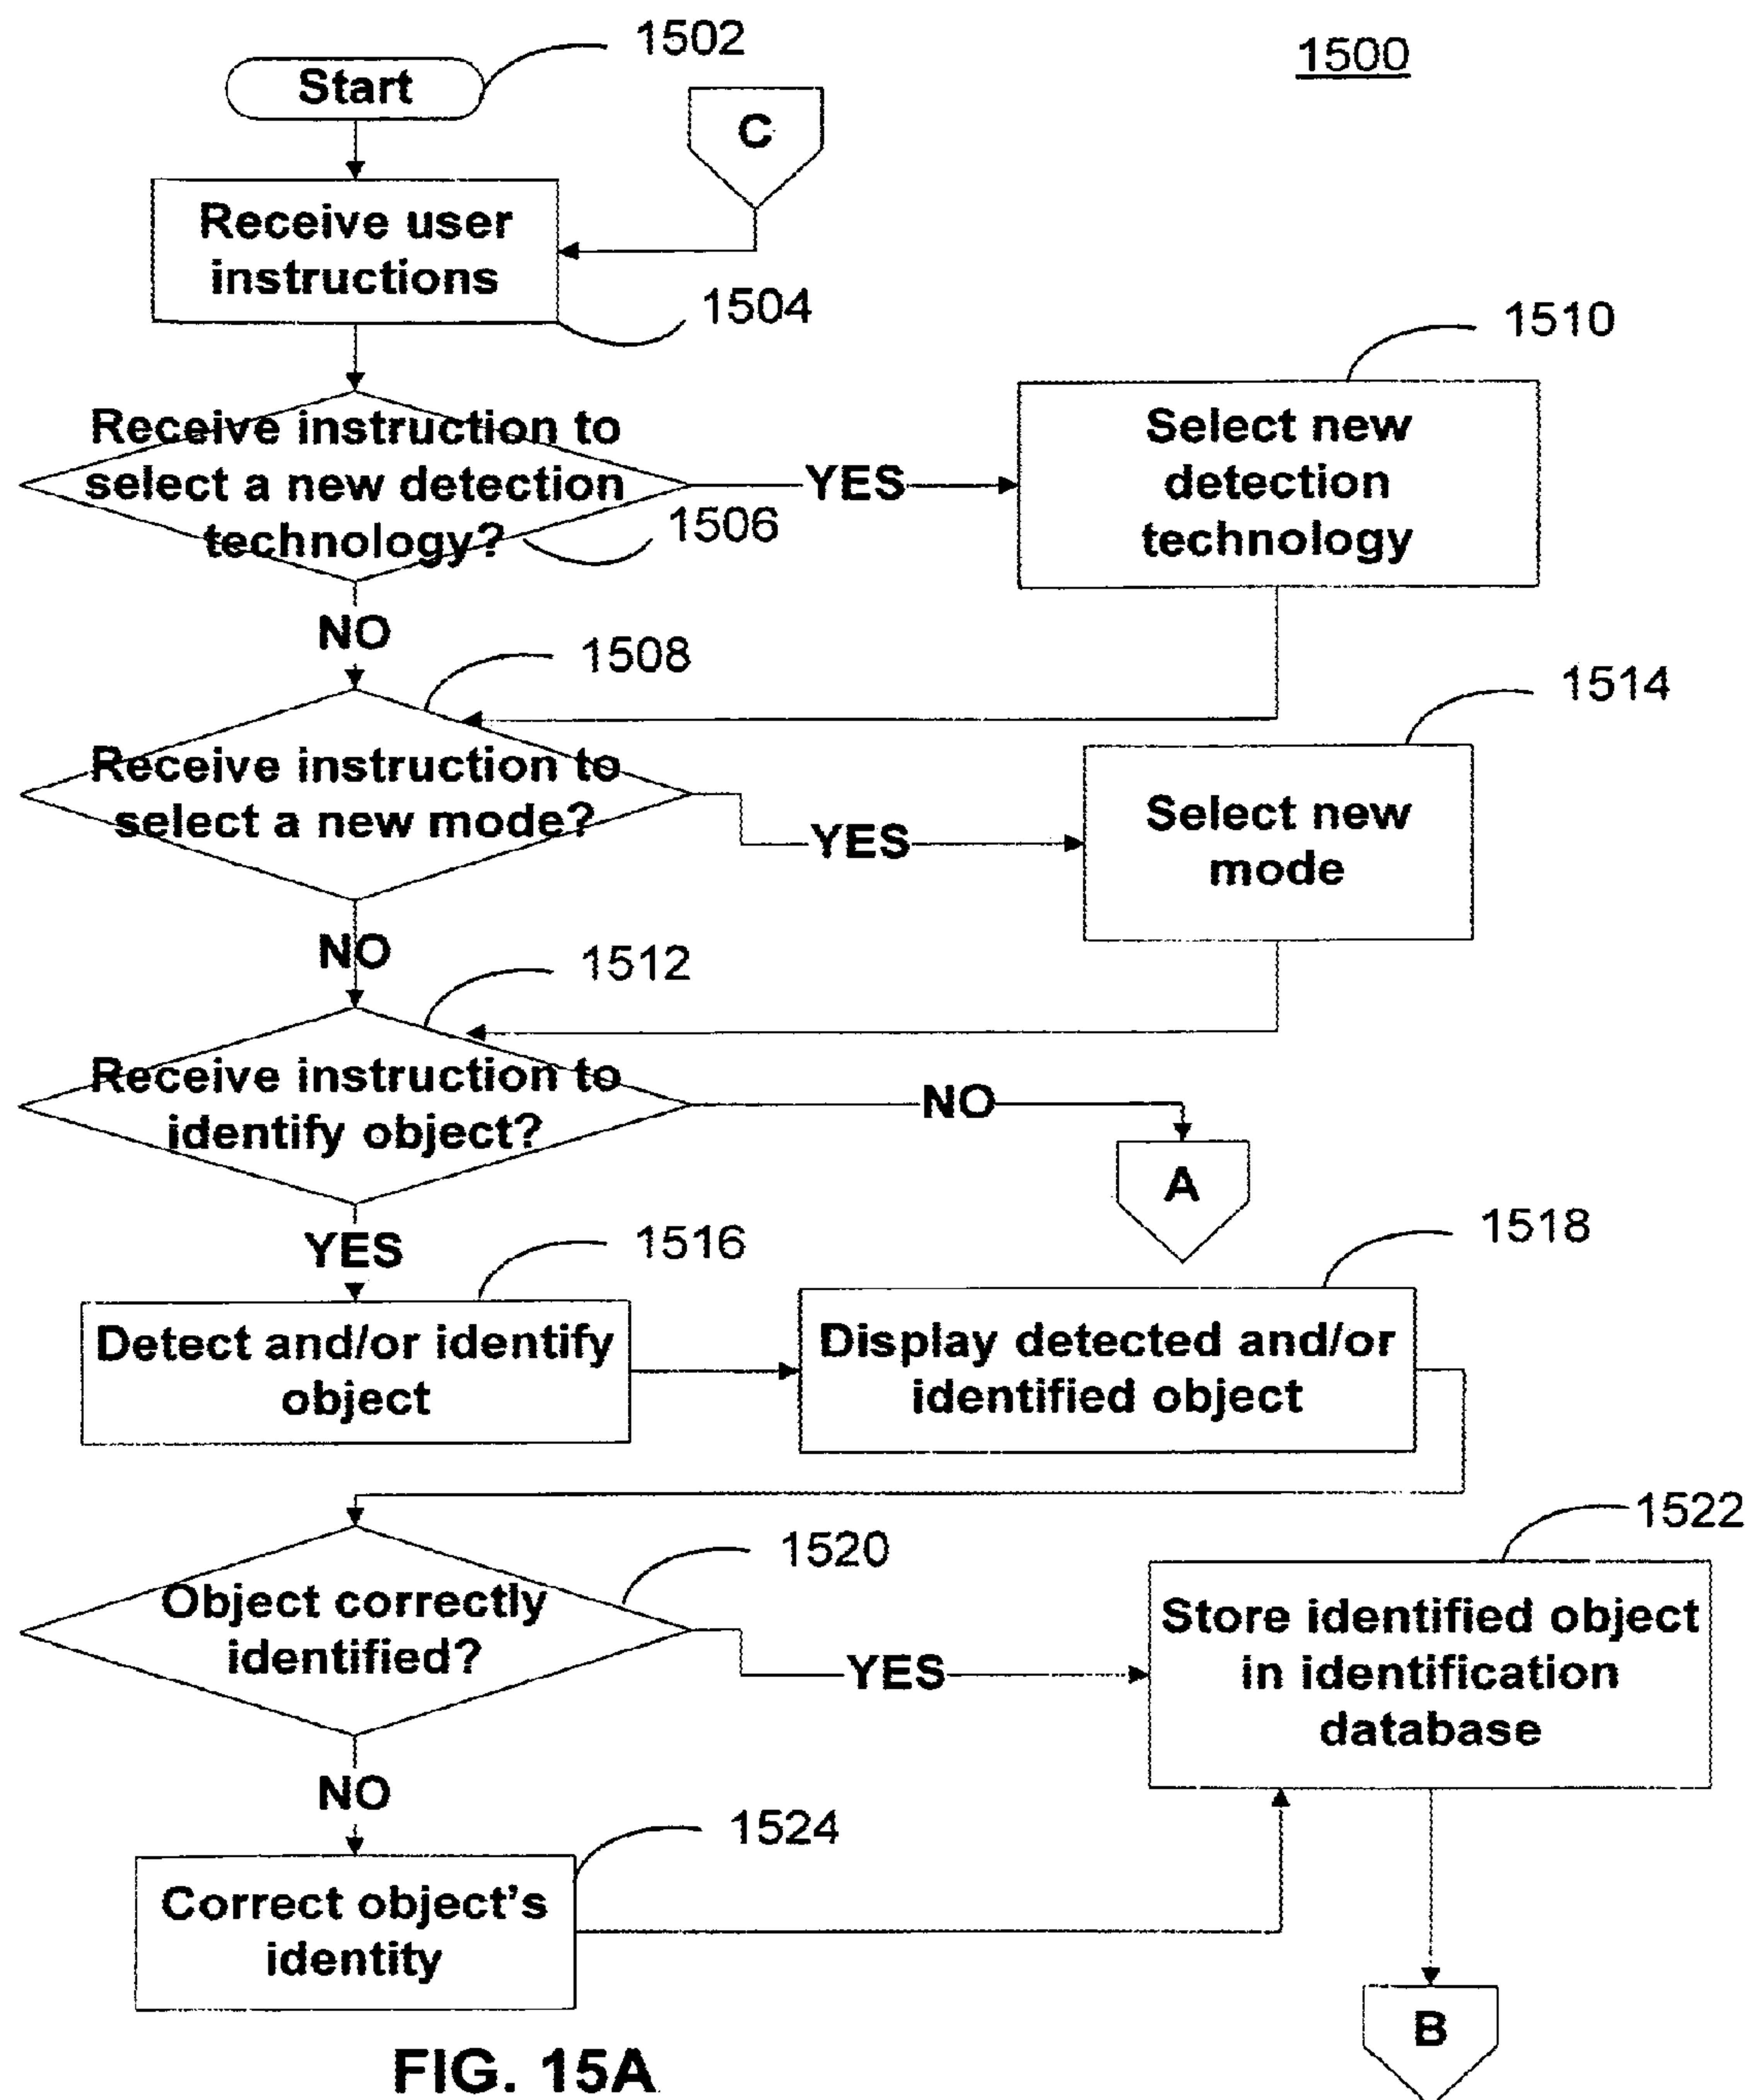 1502
1500
Start
C
Receive user
instructions
1504
1510
Receive instruction to
select a new detection
technology?
1506
YES
Select new
detection
technology
NO
1508
1514
Receive instruction to
select a new mode?
YES
Select new
mode
NO
1512
Receive instruction to
identify object?
NO
A
YES
1516
1518
Detect and/or identify
object
Display detected and/or
identified object
1522
1520
Object correctly
identified?
YES
Store identified object
in identification
database
NO
1524
Correct object's
identity
B
FIG. 15A